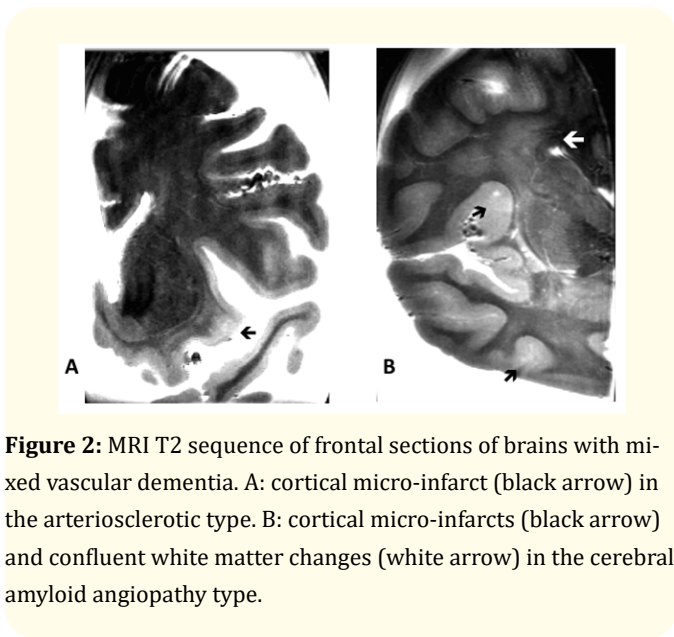 A
B
Figure 2: MRI T2 sequence of frontal sections of brains with mi-
xed vascular dementia. A: cortical micro-infarct (black arrow) in
the arteriosclerotic type. B: cortical micro-infarcts (black arrow)
and confluent white matter changes (white arrow) in the cerebral
amyloid angiopathy type.